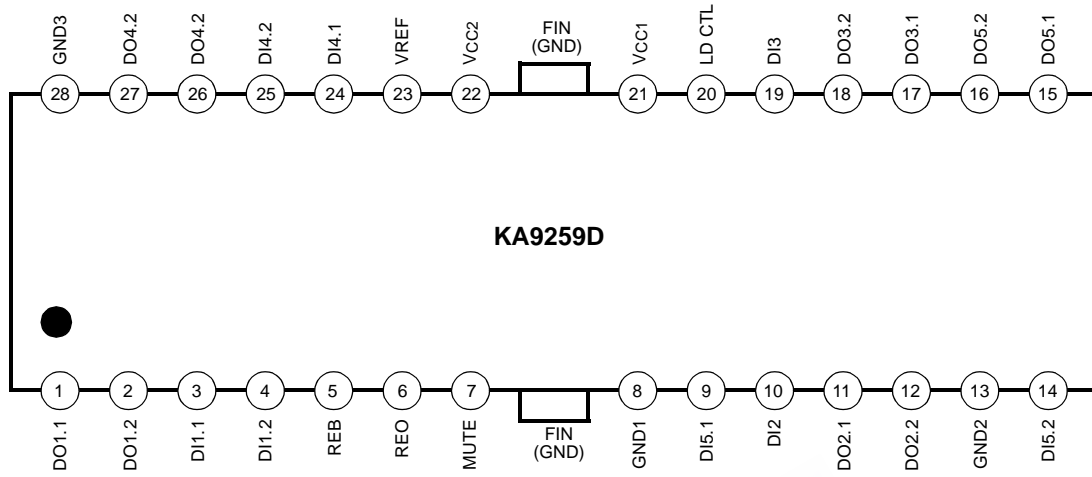 GND3
DO4.2
DO4.2
DI4.2
DI4.1
VREF
VCC2
FIN
(GND)
VCC1
LD CTL
DI3
DO3.2
DO3.1
DO5.2
DO5.1
28
27
26
25
24
23
22
21
20
19
18
17
16
15
KA9259D
1
2
3
4
5
6
7
8
9
10
11
12
13
14
DO1.1
DO1.2
DI1.1
DI1.2
REB
REO
MUTE
FIN
(GND)
GND1
DI5.1
DI2
DO2.1
DO2.2
GND2
DI5.2